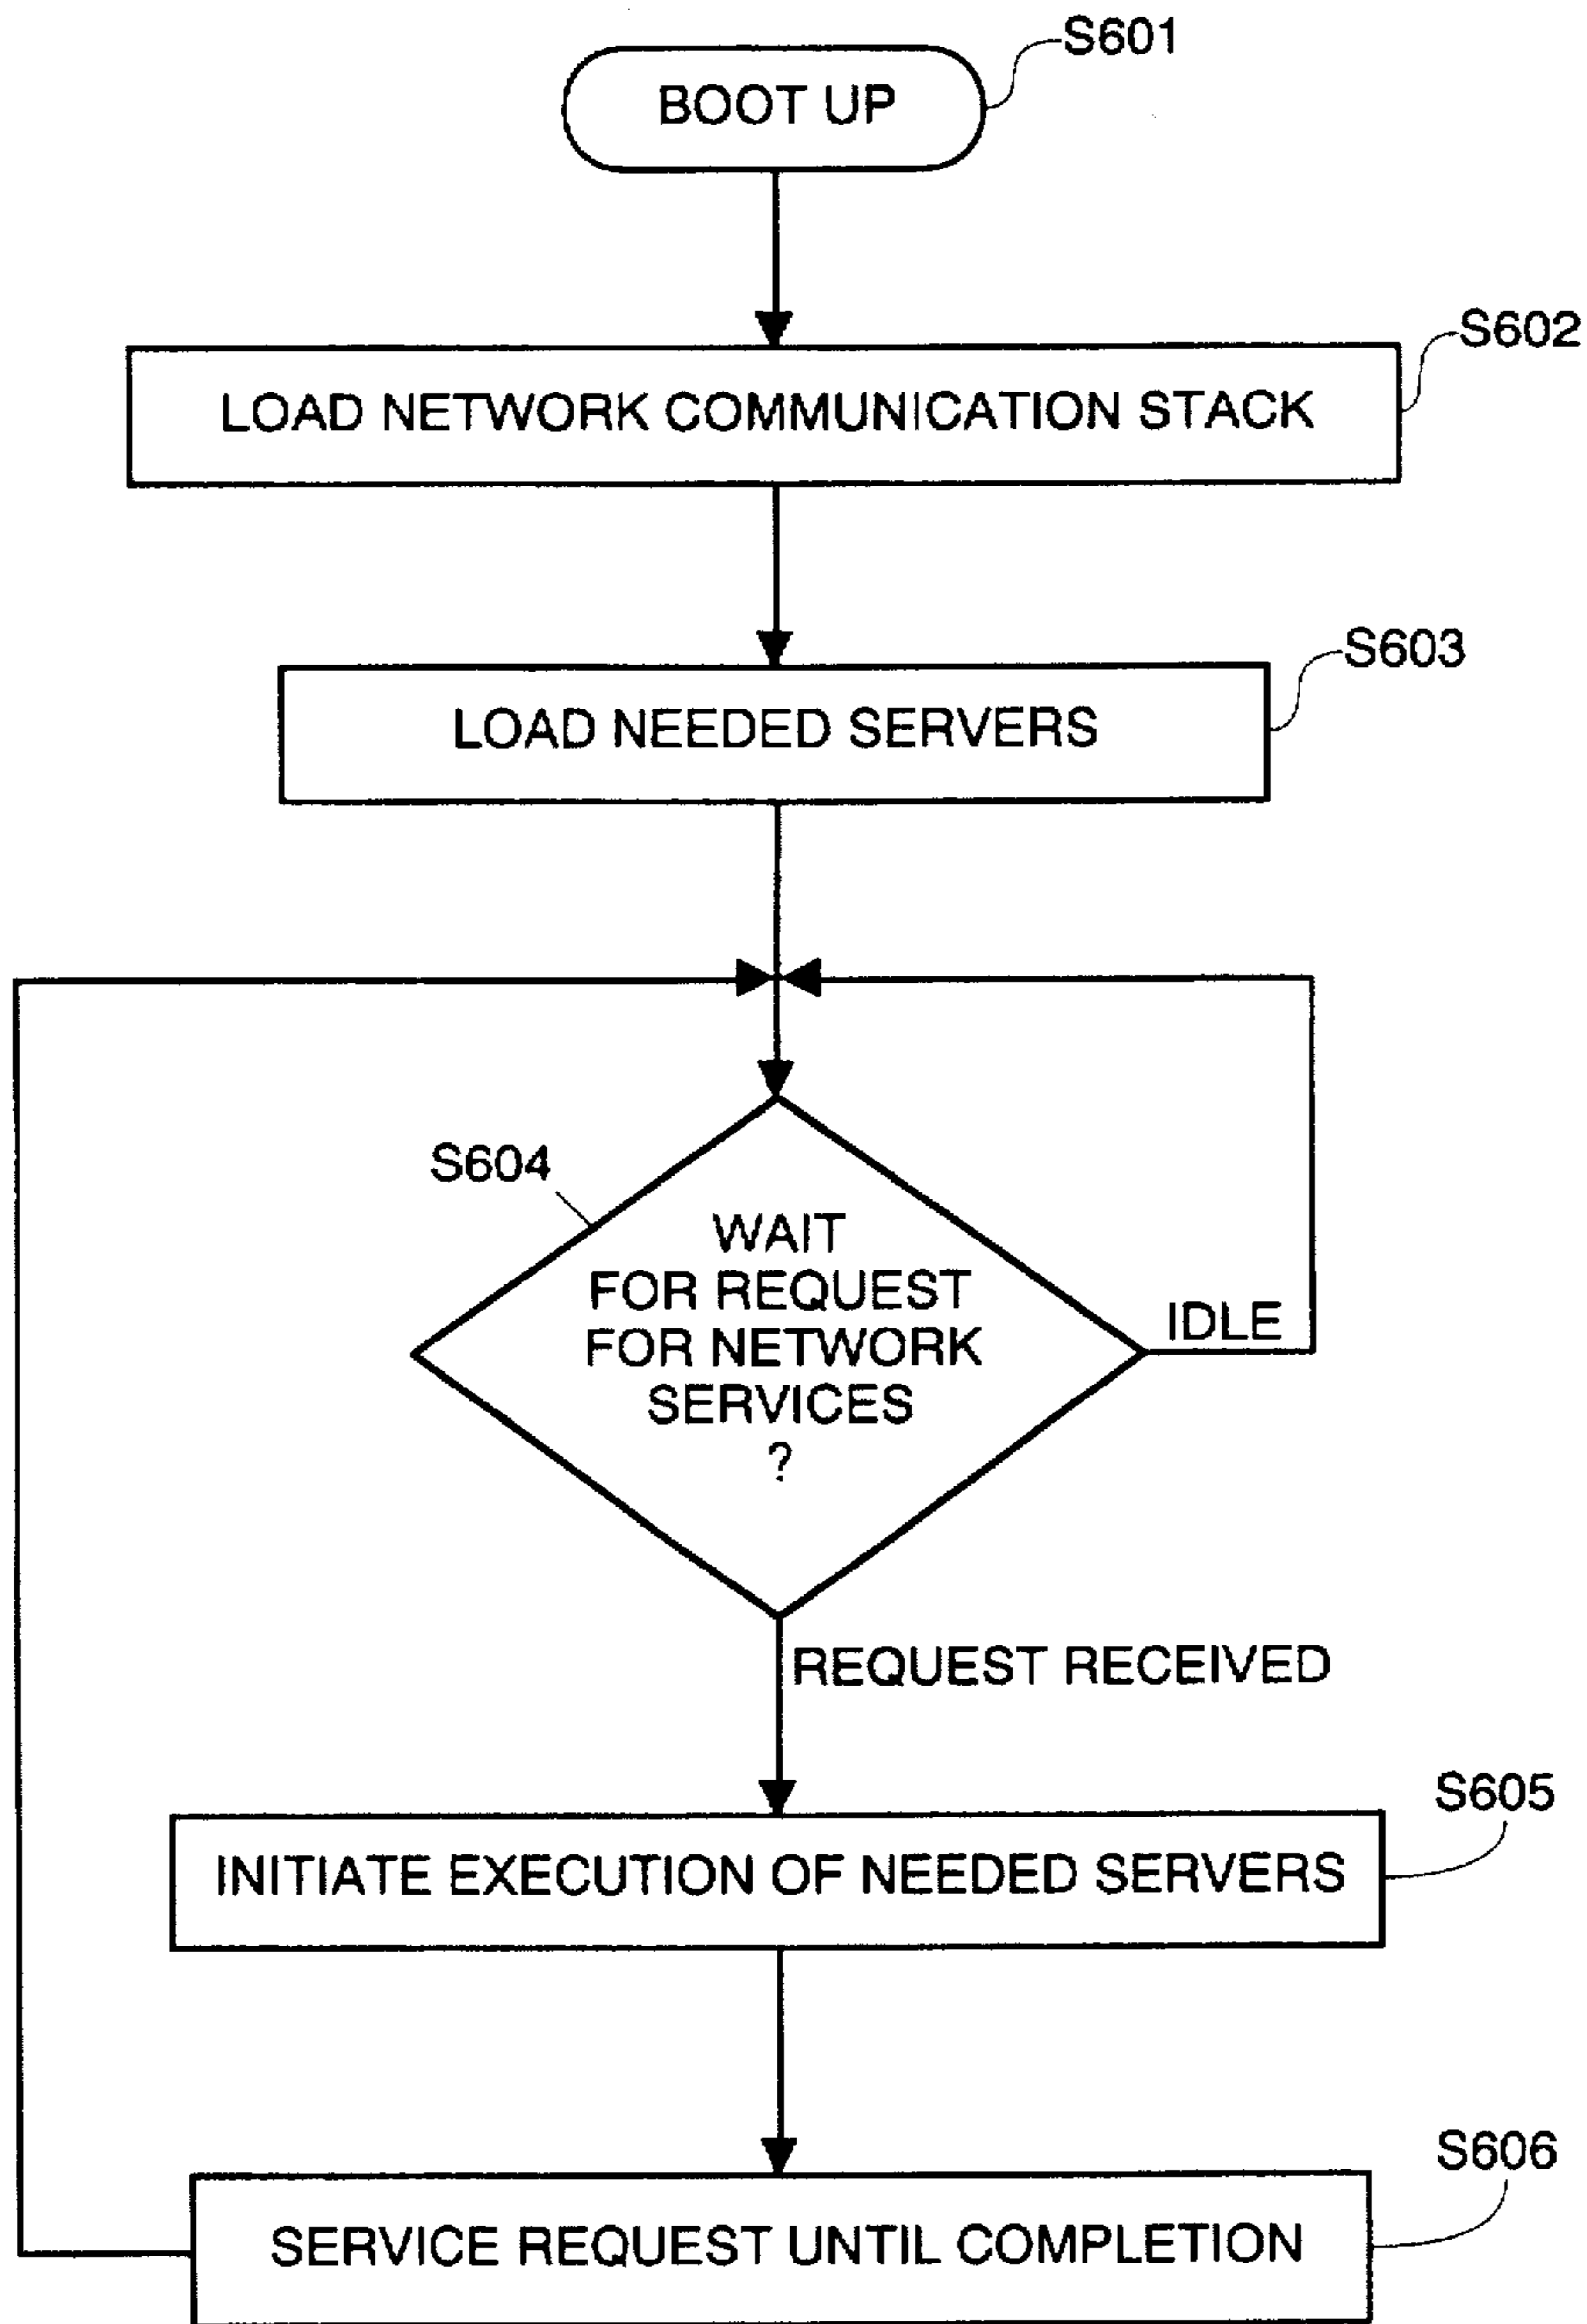 S601
BOOT UP
S602
LOAD NETWORK COMMUNICATION STACK
S603
LOAD NEEDED SERVERS
S604
WAIT
FOR REQUEST
FOR NETWORK
SERVICES
?
IDLE
REQUEST RECEIVED
S605
INITIATE EXECUTION OF NEEDED SERVERS
S606
SERVICE REQUEST UNTIL COMPLETION